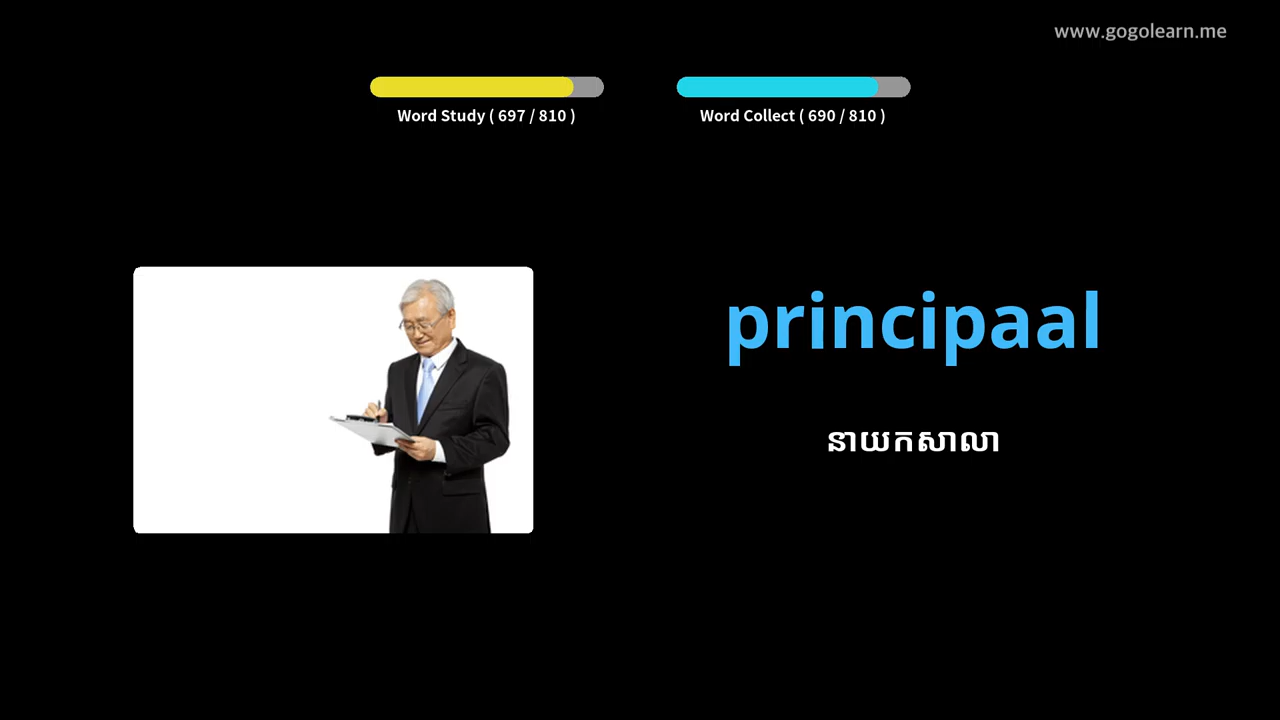 www.gogolearn.me
Word Study ( 697 / 810 )
Word Collect ( 690 / 810 )
principaal
នាយកសាលា